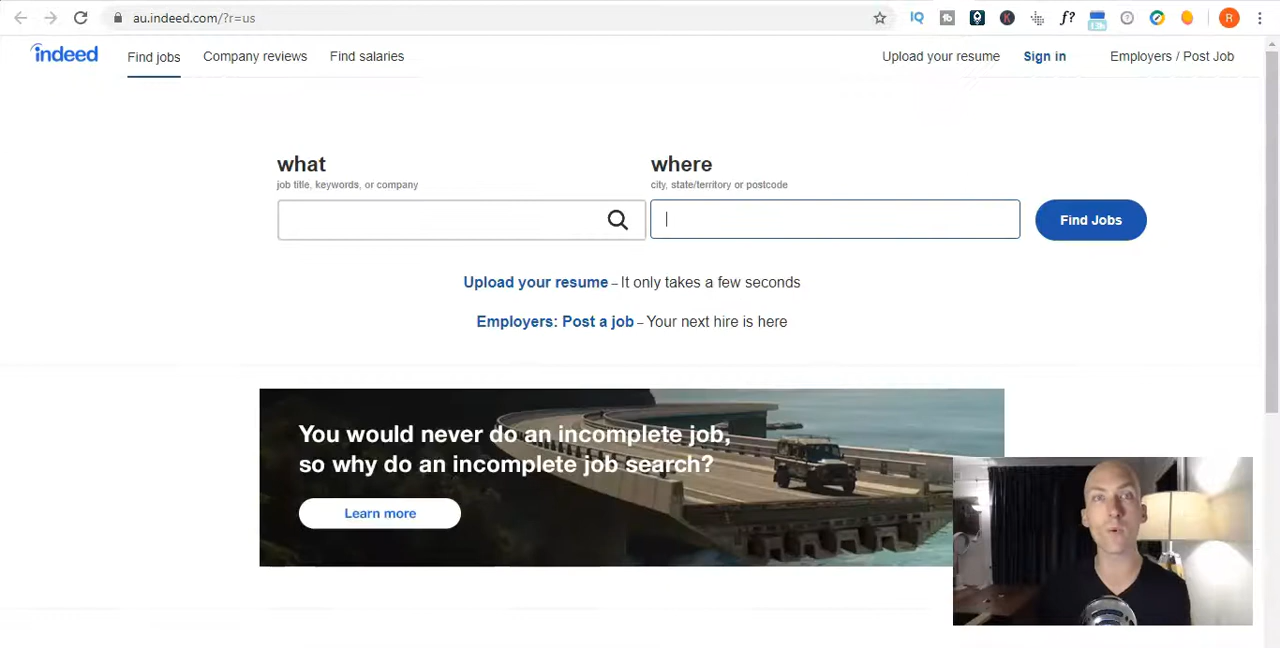 au.indeed.com/?r=us
IQ
tb
K
f?
?
R
indeed
Find jobs
Company reviews
Find salaries
Upload your resume
Sign in
Employers / Post Job
what
job title, keywords, or company
where
city, state/territory or postcode
Find Jobs
Upload your resume – It only takes a few seconds
Employers: Post a job – Your next hire is here
You would never do an incomplete job,
so why do an incomplete job search?
Learn more